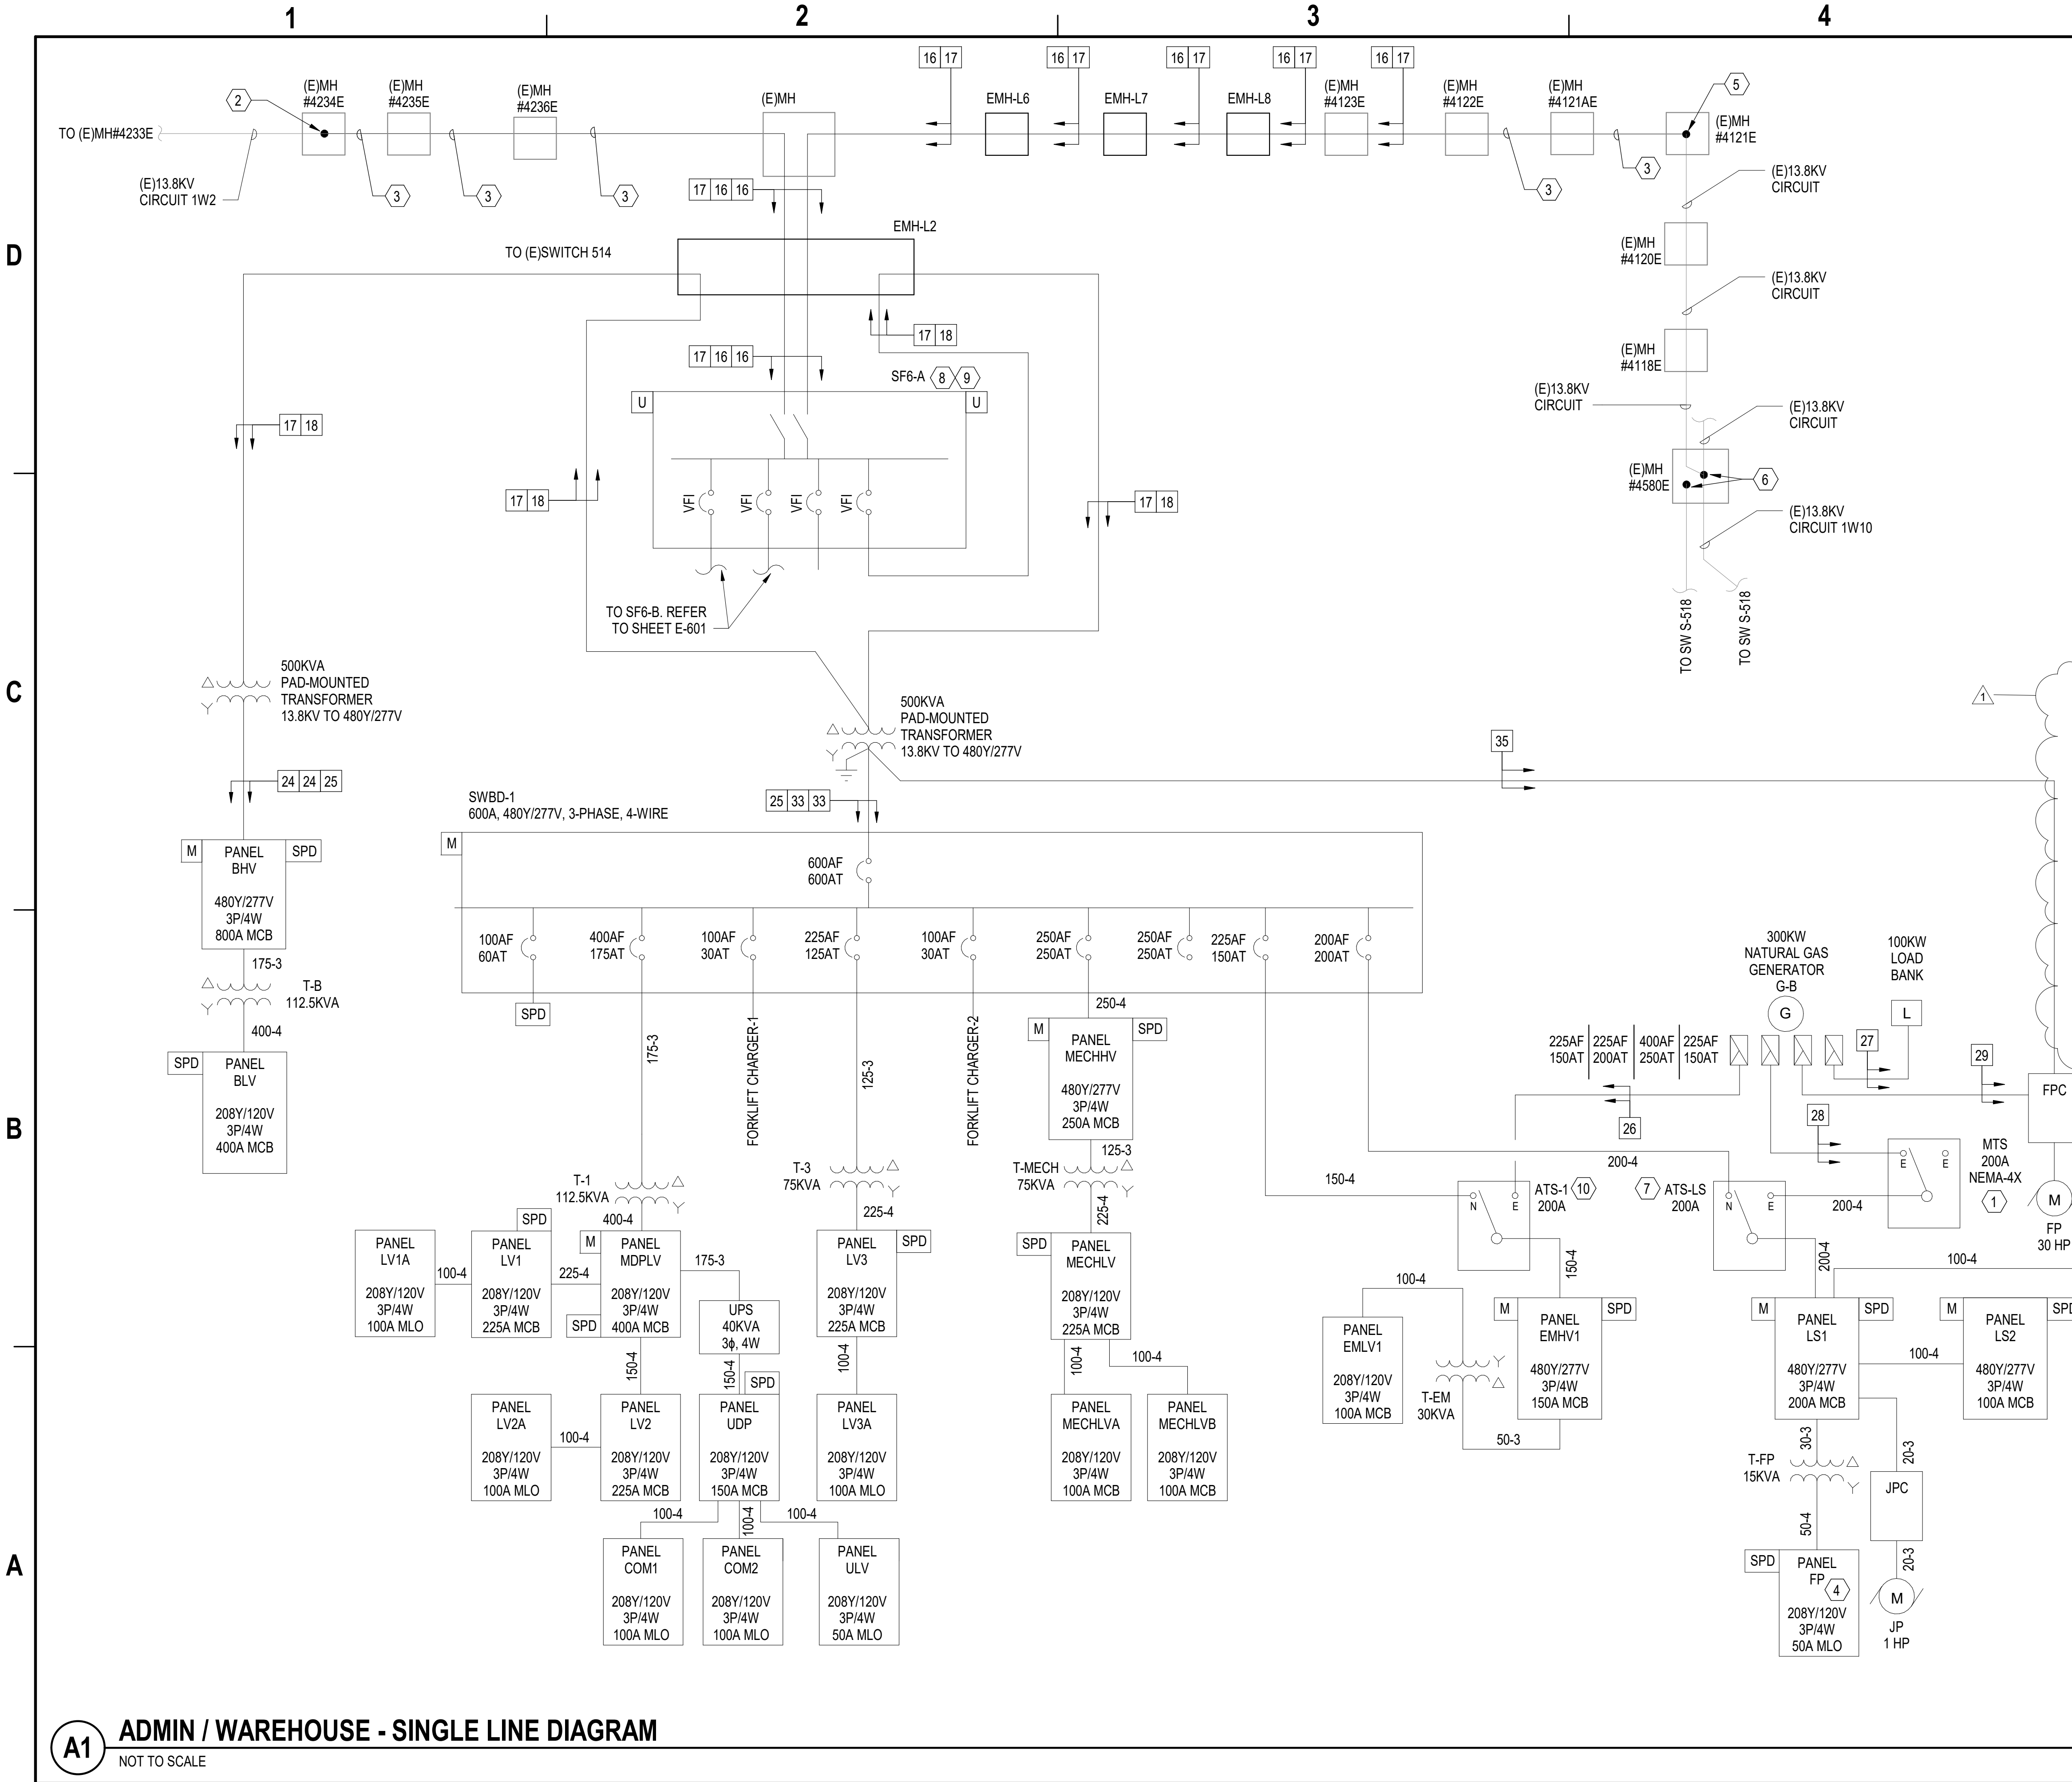 1
2
3
4
D
C
B
A
16 17
16 17
16 17
16 17
16 17
2
(E)MH
#4234E
(E)MH
#4235E
(E)MH
#4236E
(E)MH
EMH-L6
EMH-L7
EMH-L8
(E)MH
#4123E
(E)MH
#4122E
(E)MH
#4121AE
5
(E)MH
#4121E
TO (E)MH#4233E
(E)13.8KV
CIRCUIT 1W2
3
3
3
3
3
17 16 16
(E)13.8KV
CIRCUIT
(E)MH
#4120E
(E)13.8KV
CIRCUIT
(E)MH
#4118E
(E)13.8KV
CIRCUIT
(E)13.8KV
CIRCUIT
(E)MH
#4580E
6
(E)13.8KV
CIRCUIT 1W10
TO SW S-518
TO SW S-518
EMH-L2
TO (E)SWITCH 514
17 18
17 16 16
SF6-A 8 9
U
U
17 18
17 18
17 18
VFI
VFI
VFI
VFI
TO SF6-B. REFER
TO SHEET E-601
500KVA
PAD-MOUNTED
TRANSFORMER
13.8KV TO 480Y/277V
500KVA
PAD-MOUNTED
TRANSFORMER
13.8KV TO 480Y/277V
1
35
24 24 25
25 33 33
SWBD-1
600A, 480Y/277V, 3-PHASE, 4-WIRE
M
600AF
600AT
M
PANEL
BHV
480Y/277V
3P/4W
800A MCB
SPD
175-3
T-B
112.5KVA
400-4
SPD
PANEL
BLV
208Y/120V
3P/4W
400A MCB
100AF
60AT
400AF
175AT
100AF
30AT
225AF
125AT
100AF
30AT
250AF
250AT
250AF
250AT
225AF
150AT
200AF
200AT
SPD
175-3
FORKLIFT CHARGER-1
125-3
FORKLIFT CHARGER-2
250-4
M
PANEL
MECHHV
480Y/277V
3P/4W
250A MCB
SPD
125-3
T-MECH
75KVA
225-4
T-1
112.5KVA
400-4
T-3
75KVA
225-4
300KW
NATURAL GAS
GENERATOR
G-B
G
100KW
LOAD
BANK
L
225AF
150AT
225AF
200AT
400AF
250AT
225AF
150AT
27
29
26
28
FPC
MTS
200A
NEMA-4X
1
E
E
M
FP
30 HP
150-4
200-4
ATS-1 10
200A
N
E
7 ATS-LS
200A
N
E
200-4
150-4
200-4
100-4
PANEL
LV1A
208Y/120V
3P/4W
100A MLO
100-4
SPD
PANEL
LV1
208Y/120V
3P/4W
225A MCB
225-4
M
PANEL
MDPLV
208Y/120V
3P/4W
400A MCB
SPD
175-3
UPS
40KVA
3ϕ, 4W
PANEL
LV3
208Y/120V
3P/4W
225A MCB
SPD
SPD
PANEL
MECHLV
208Y/120V
3P/4W
225A MCB
100-4
PANEL
EMLV1
208Y/120V
3P/4W
100A MCB
T-EM
30KVA
50-3
M
PANEL
EMHV1
480Y/277V
3P/4W
150A MCB
SPD
M
PANEL
LS1
480Y/277V
3P/4W
200A MCB
SPD
100-4
M
PANEL
LS2
480Y/277V
3P/4W
100A MCB
SPD
150-4
150-4
SPD
100-4
100-4
100-4
PANEL
LV2A
208Y/120V
3P/4W
100A MLO
100-4
PANEL
LV2
208Y/120V
3P/4W
225A MCB
PANEL
UDP
208Y/120V
3P/4W
150A MCB
PANEL
LV3A
208Y/120V
3P/4W
100A MLO
PANEL
MECHLVA
208Y/120V
3P/4W
100A MCB
PANEL
MECHLVB
208Y/120V
3P/4W
100A MCB
30-3
20-3
T-FP
15KVA
JPC
50-4
20-3
100-4
100-4
100-4
PANEL
COM1
208Y/120V
3P/4W
100A MLO
PANEL
COM2
208Y/120V
3P/4W
100A MLO
PANEL
ULV
208Y/120V
3P/4W
50A MLO
SPD
PANEL
FP 4
208Y/120V
3P/4W
50A MLO
M
JP
1 HP
A1
ADMIN / WAREHOUSE - SINGLE LINE DIAGRAM
NOT TO SCALE